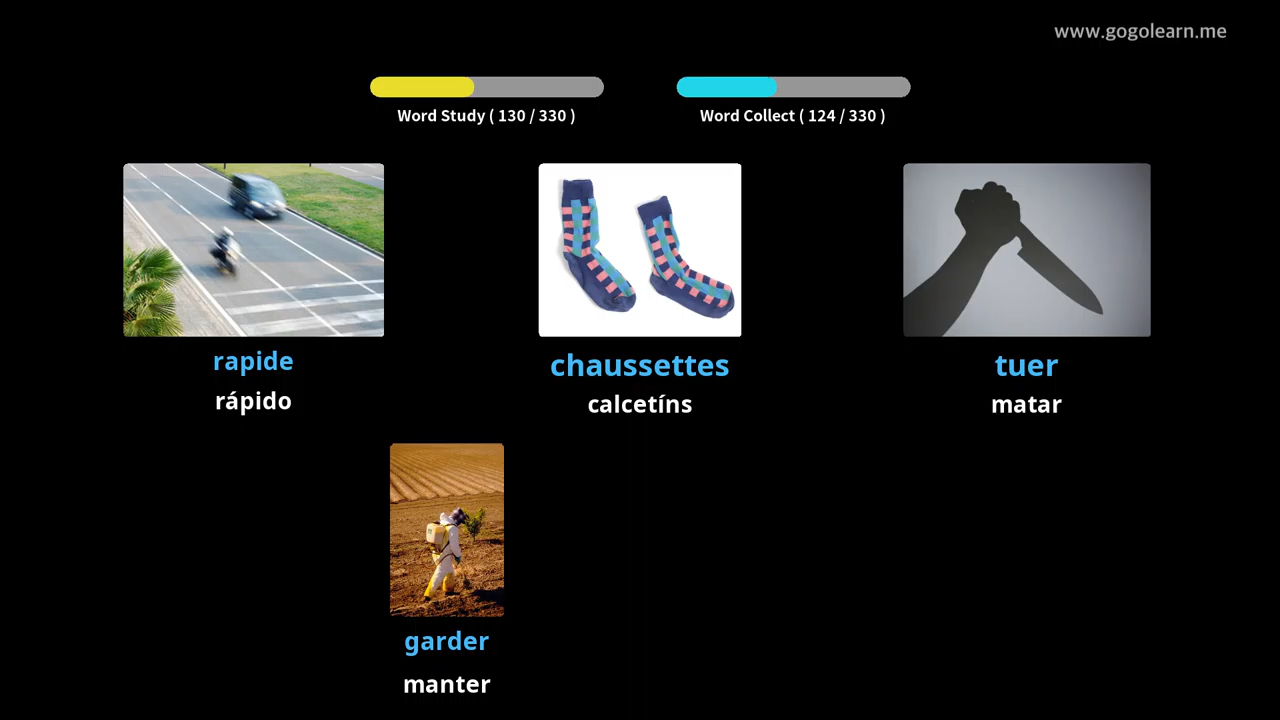 www.gogolearn.me
Word Study ( 130 / 330 )
Word Collect ( 124 / 330 )
rapide
rápido
chaussettes
calcetíns
tuer
matar
garder
manter